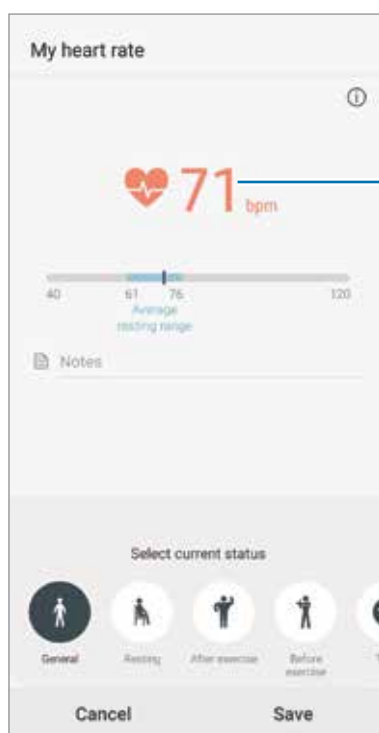 My heart rate
71 bpm
40 61 76 120
Average
resting range
Notes
Select current status
General Resting After exercise Before
exercise
Cancel Save